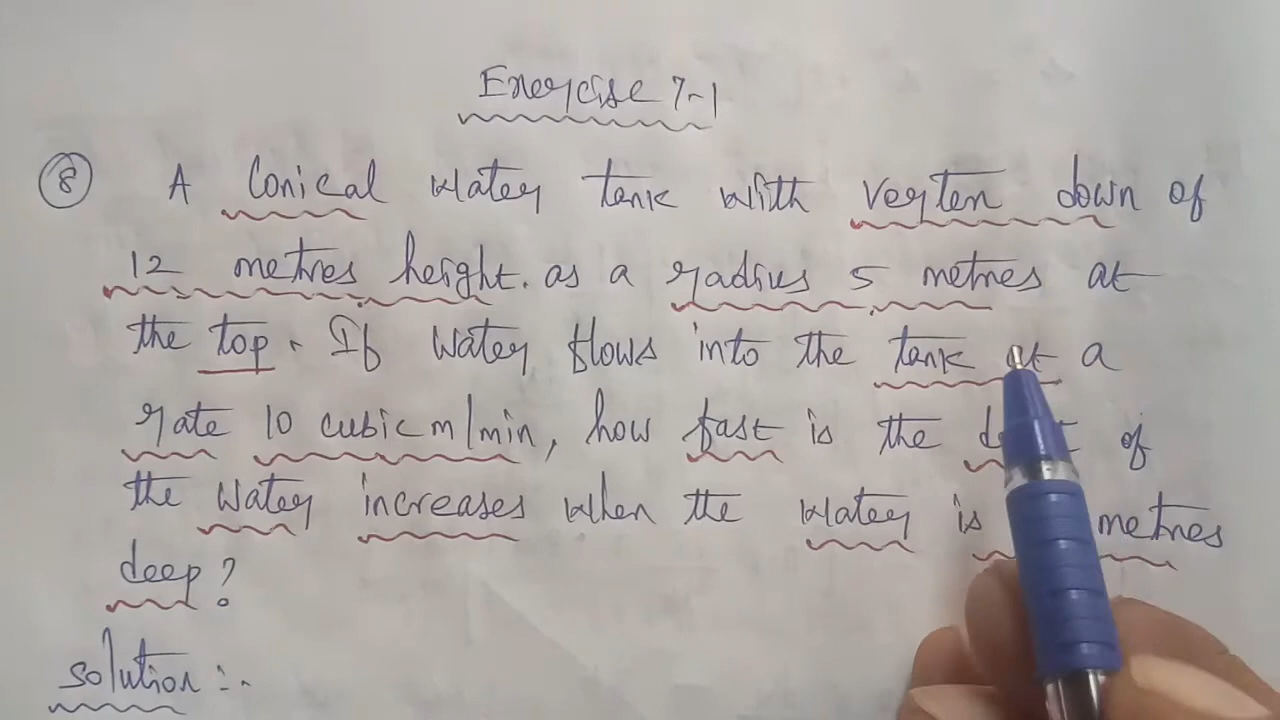 Exercise 7.1
⑧ A Conical water tank with vertex down of
12 metres height. as a radius 5 metres at
the top. If water flows into the tank at a
rate 10 cubic m/min, how fast is the of
the water increases when the water is metres
deep?
Solution :-